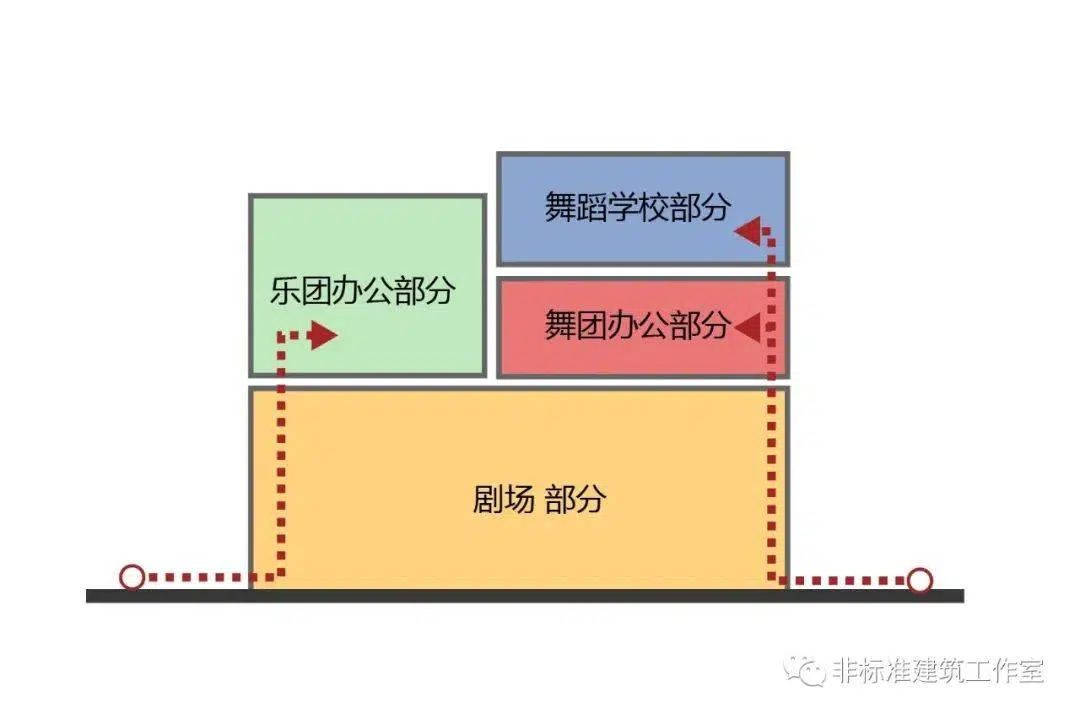 舞蹈学校部分
乐团办公部分
舞团办公部分
剧场 部分
非标准建筑工作室